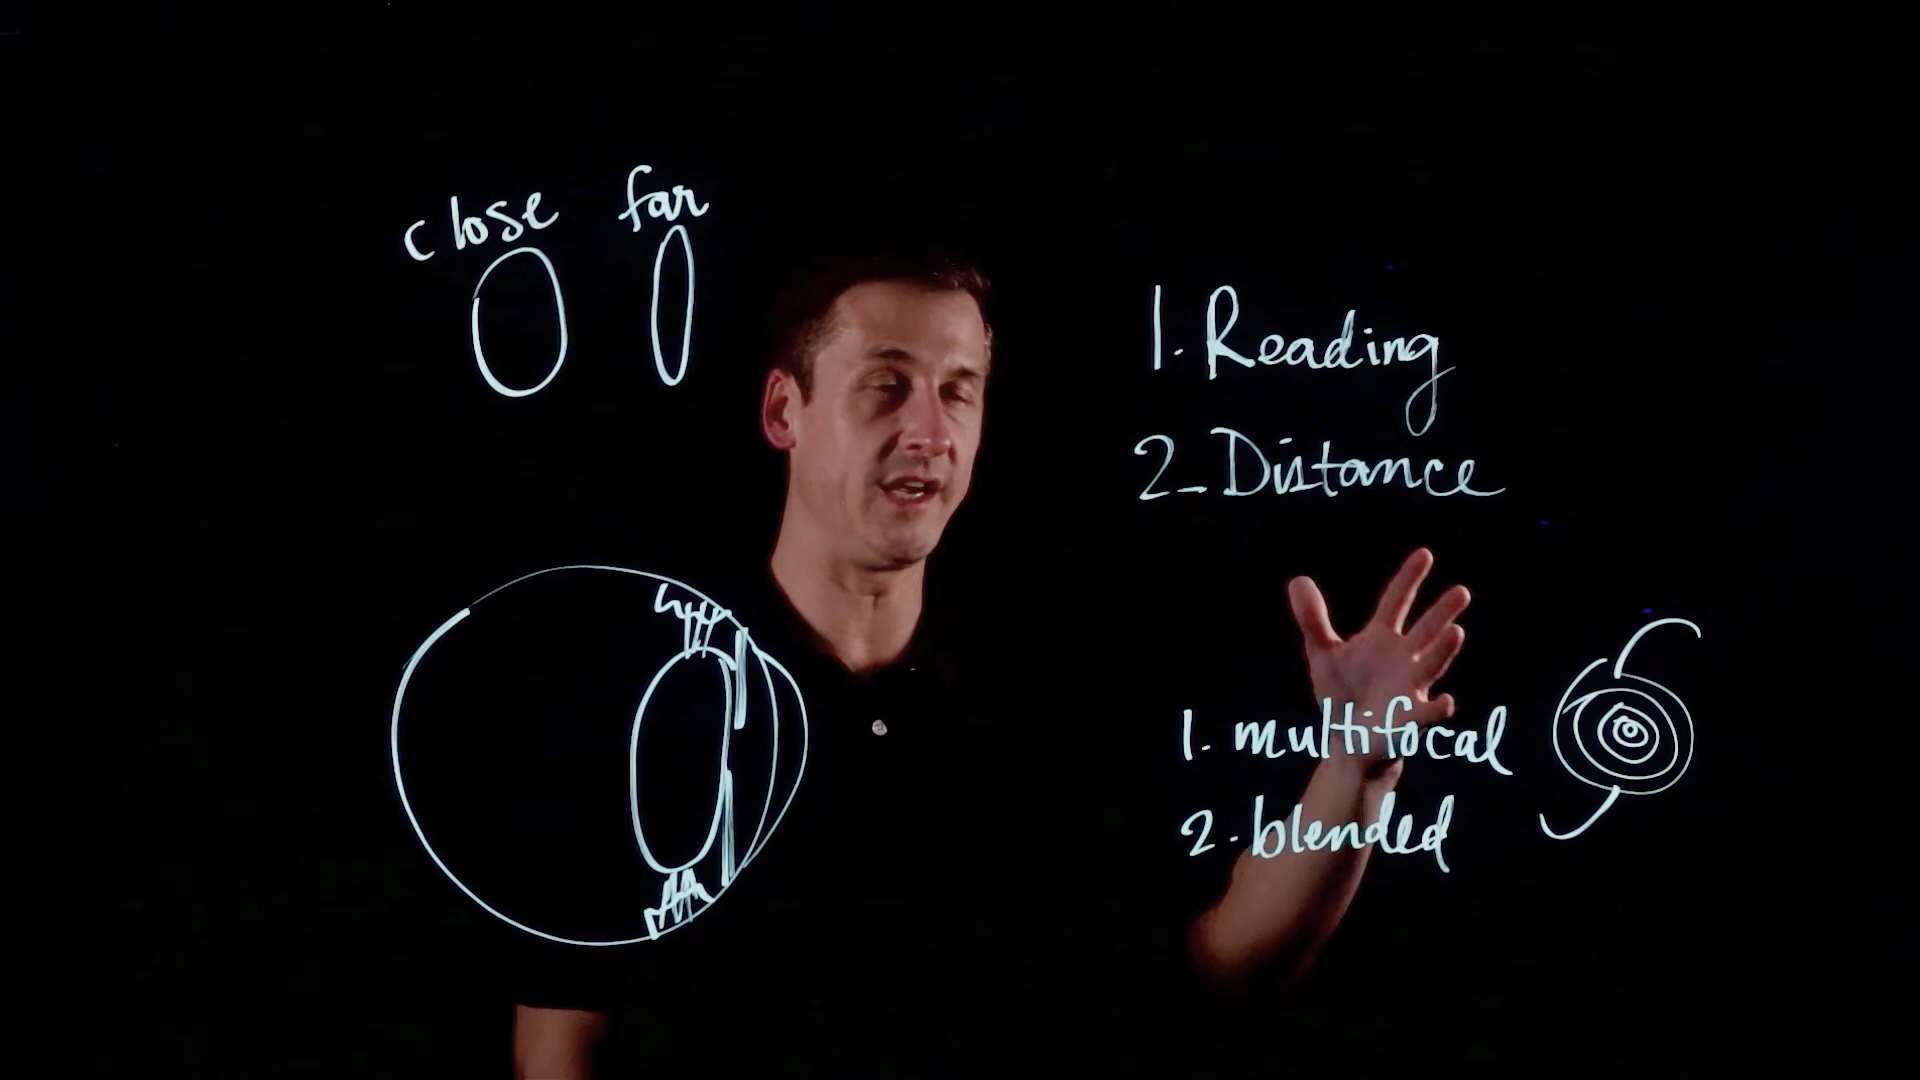 close far
1. Reading
2. Distance
1. multifocal
2. blended